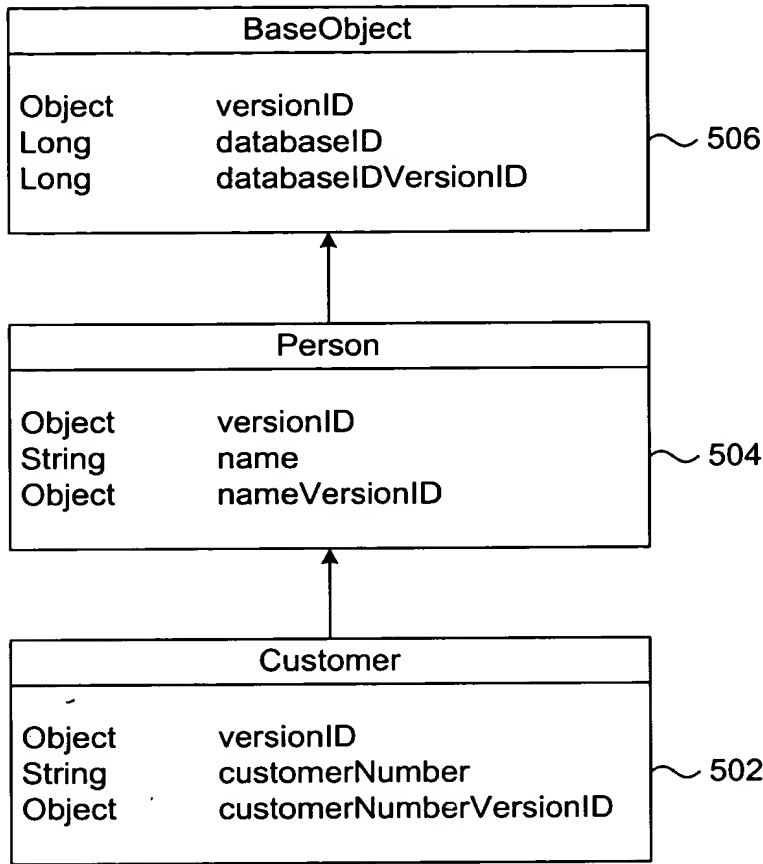 BaseObject
Object versionID
Long databaseID
Long databaseIDVersionID
506
Person
Object versionID
String name
Object nameVersionID
504
Customer
Object versionID
String customerNumber
Object customerNumberVersionID
502